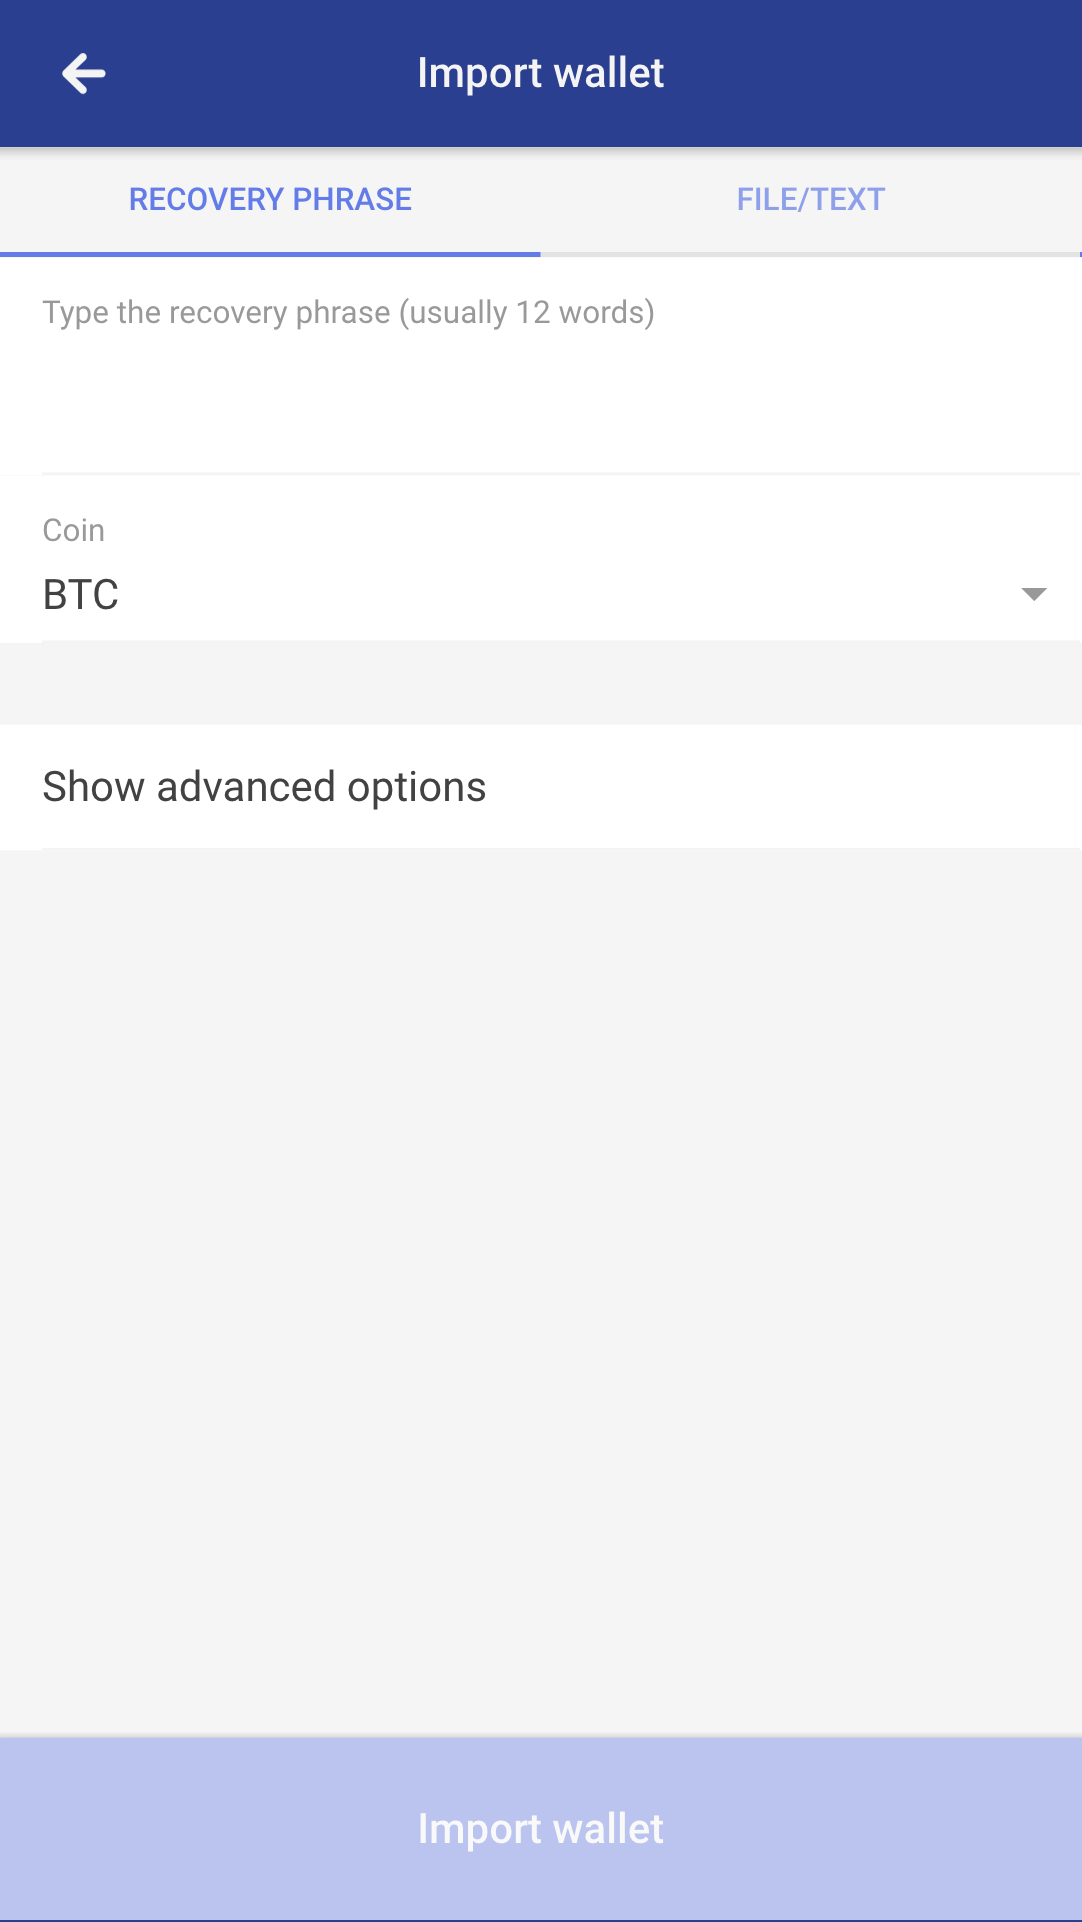 Import wallet
RECOVERY PHRASE
FILE/TEXT
Type the recovery phrase (usually 12 words)
Coin
BTC
Show advanced options
Import wallet